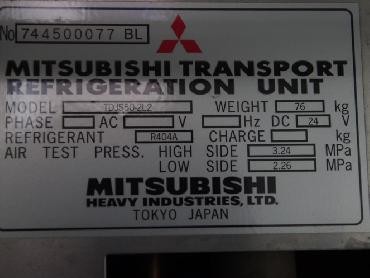 No 744500077 BL
MITSUBISHI TRANSPORT
REFRIGERATION UNIT
MODEL TDJS50-2L2 WEIGHT 76 kg
PHASE AC V Hz DC 24 V
REFRIGERANT R404A CHARGE kg
AIR TEST PRESS. HIGH SIDE 3.24 MPa
LOW SIDE 2.26 MPa
MITSUBISHI
HEAVY INDUSTRIES, LTD.
TOKYO JAPAN